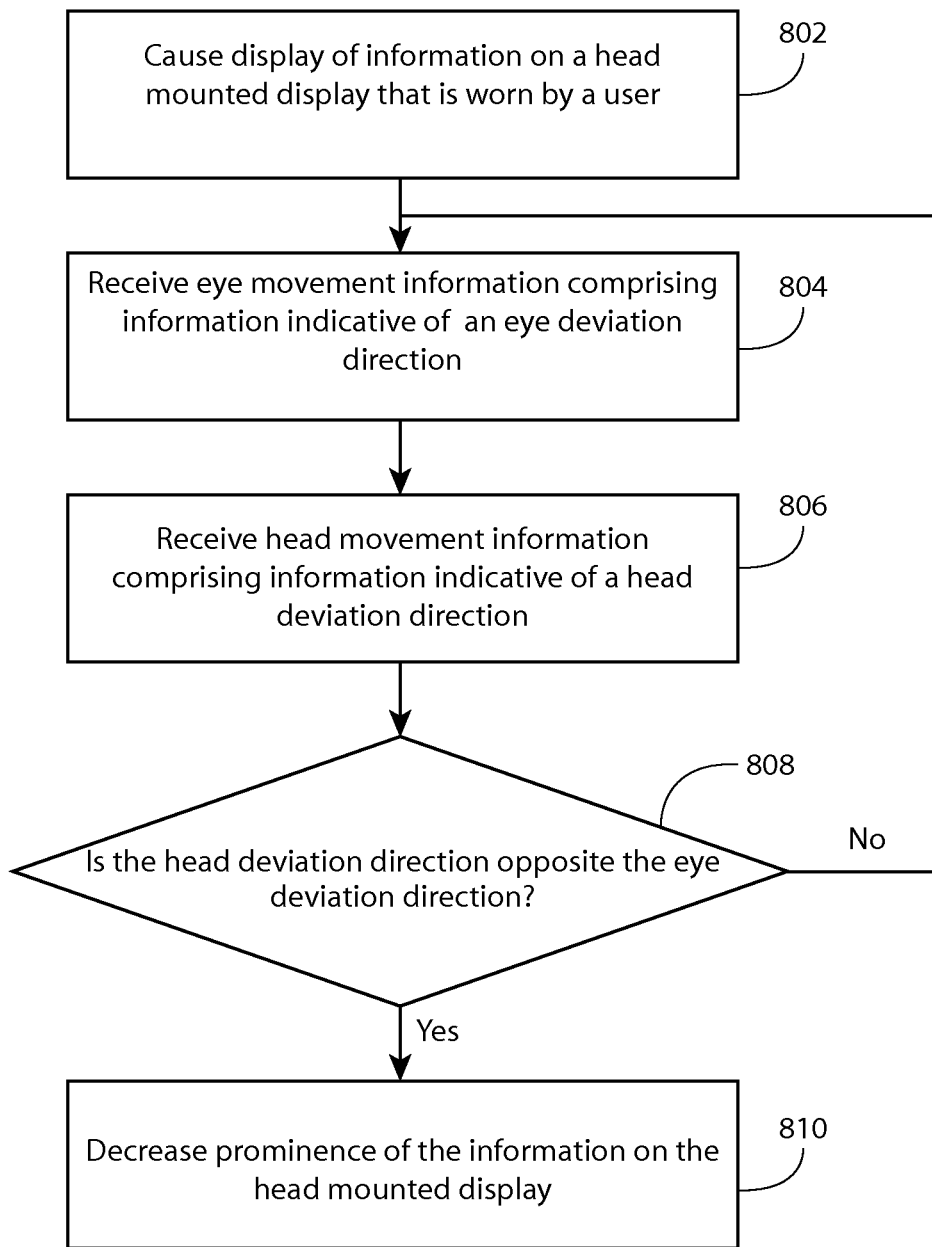 802
Cause display of information on a head
mounted display that is worn by a user
Receive eye movement information comprising
information indicative of an eye deviation
direction
804
806
Receive head movement information
comprising information indicative of a head
deviation direction
808
No
Is the head deviation direction opposite the eye
deviation direction?
Yes
810
Decrease prominence of the information on the
head mounted display